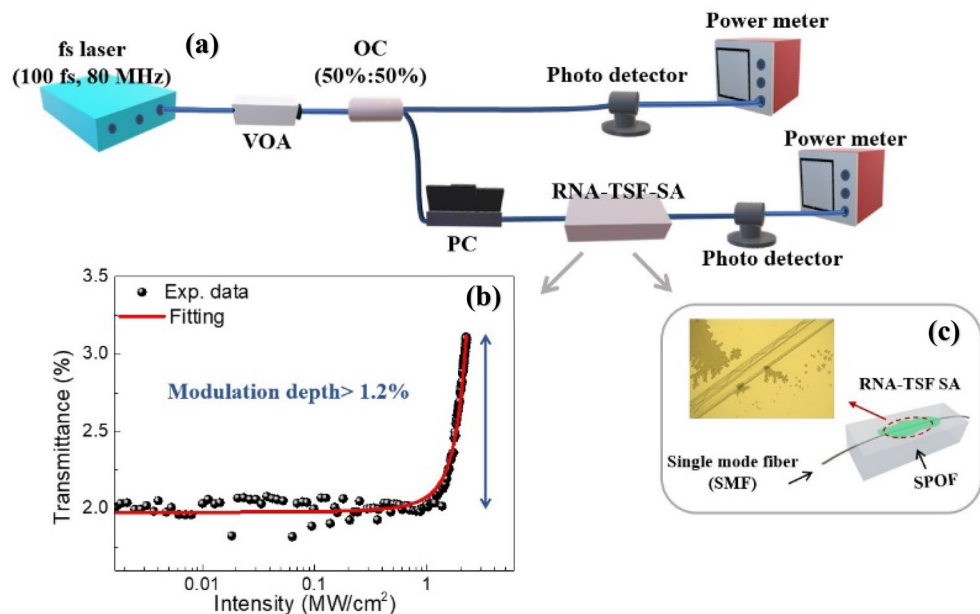 (a)
fs laser
(100 fs, 80 MHz)
VOA
OC
(50%:50%)
Photo detector
Power meter
Power meter
PC
RNA-TSF-SA
Photo detector
(b)
3.5
3.0
2.5
2.0
Transmittance (%)
Exp. data
Fitting
Modulation depth> 1.2%
0.01
0.1
1
Intensity (MW/cm²)
(c)
RNA-TSF SA
Single mode fiber
(SMF)
SPOF